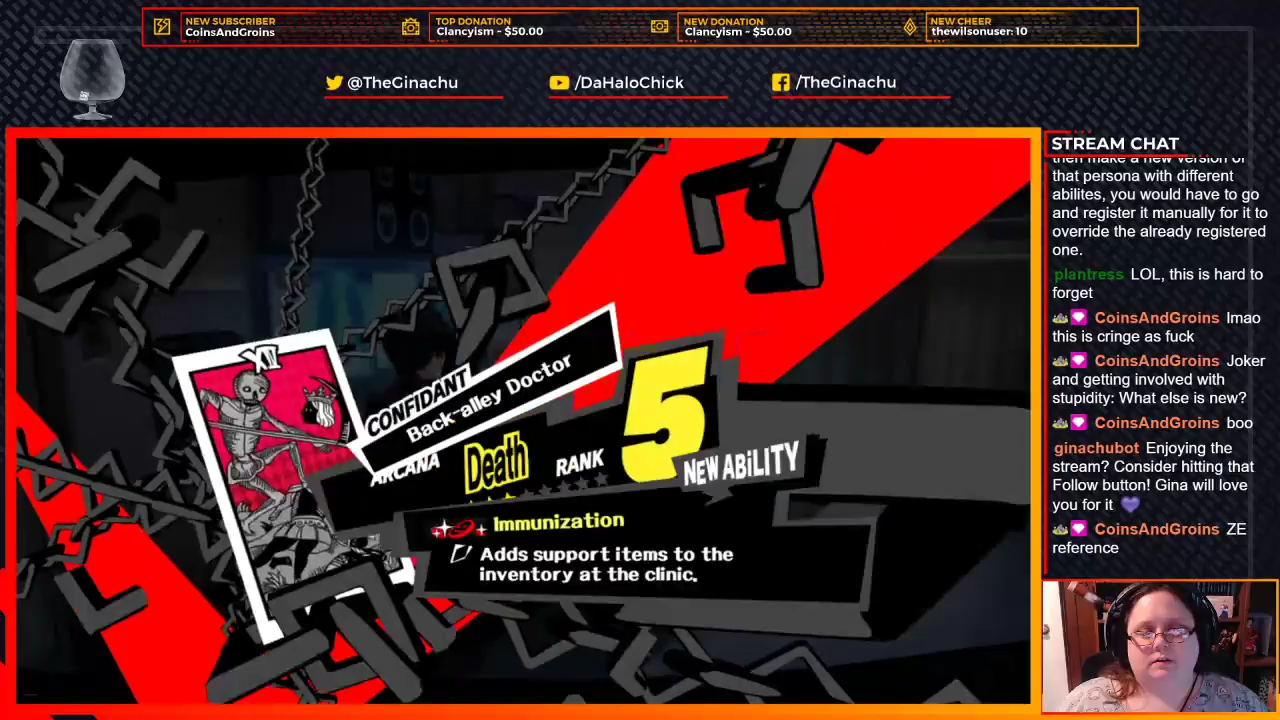 NEW SUBSCRIBER
CoinsAndGroins
TOP DONATION
Clancyism - $50.00
NEW DONATION
Clancyism - $50.00
NEW CHEER
thewilsonuser: 10
@TheGinachu
/DaHaloChick
/TheGinachu
STREAM CHAT
then make a new version of
that persona with different
abilites, you would have to go
and register it manually for it to
override the already registered
one.
plantress LOL, this is hard to
forget
CoinsAndGroins lmao
this is cringe as fuck
CoinsAndGroins Joker
and getting involved with
stupidity: What else is new?
CoinsAndGroins boo
ginachubot Enjoying the
stream? Consider hitting that
Follow button! Gina will love
you for it
CoinsAndGroins ZE
reference
CONFIDANT
Back-alley Doctor
ARCANA Death RANK 5
NEW ABILITY
Immunization
Adds support items to the
inventory at the clinic.